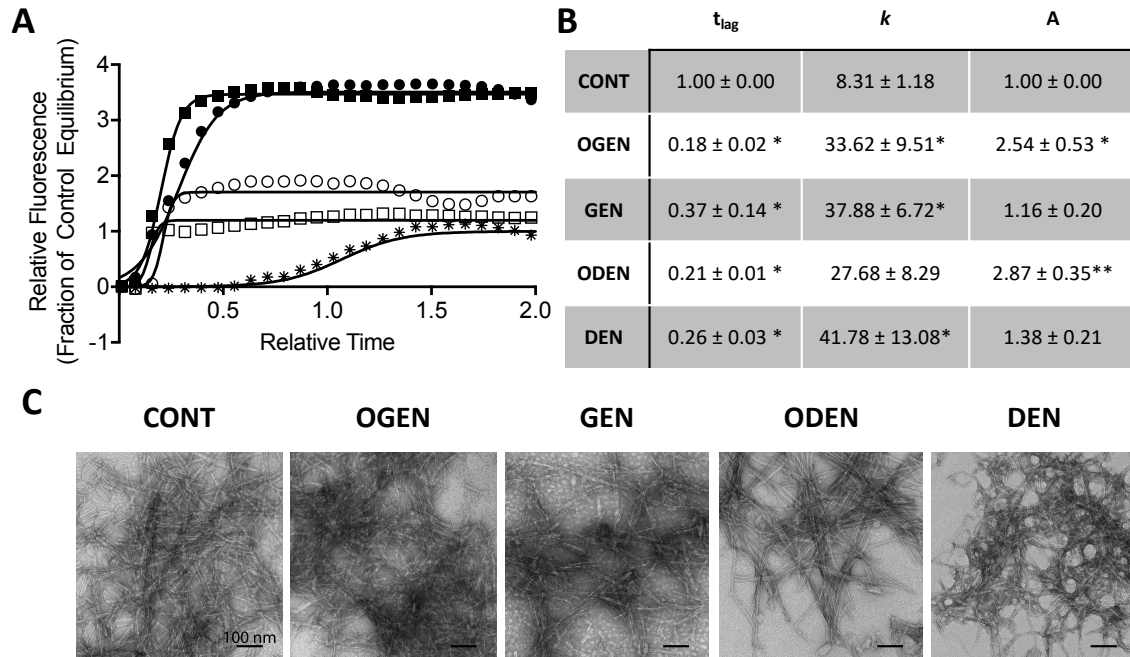 A
Relative Fluorescence
(Fraction of Control Equilibrium)
4
3
2
1
0
-1
0.5
1.0
1.5
2.0
Relative Time
B
t_lag k A
CONT 1.00 ± 0.00 8.31 ± 1.18 1.00 ± 0.00
OGEN 0.18 ± 0.02 * 33.62 ± 9.51* 2.54 ± 0.53 *
GEN 0.37 ± 0.14 * 37.88 ± 6.72* 1.16 ± 0.20
ODEN 0.21 ± 0.01 * 27.68 ± 8.29 2.87 ± 0.35**
DEN 0.26 ± 0.03 * 41.78 ± 13.08* 1.38 ± 0.21
C
CONT OGEN GEN ODEN DEN
100 nm